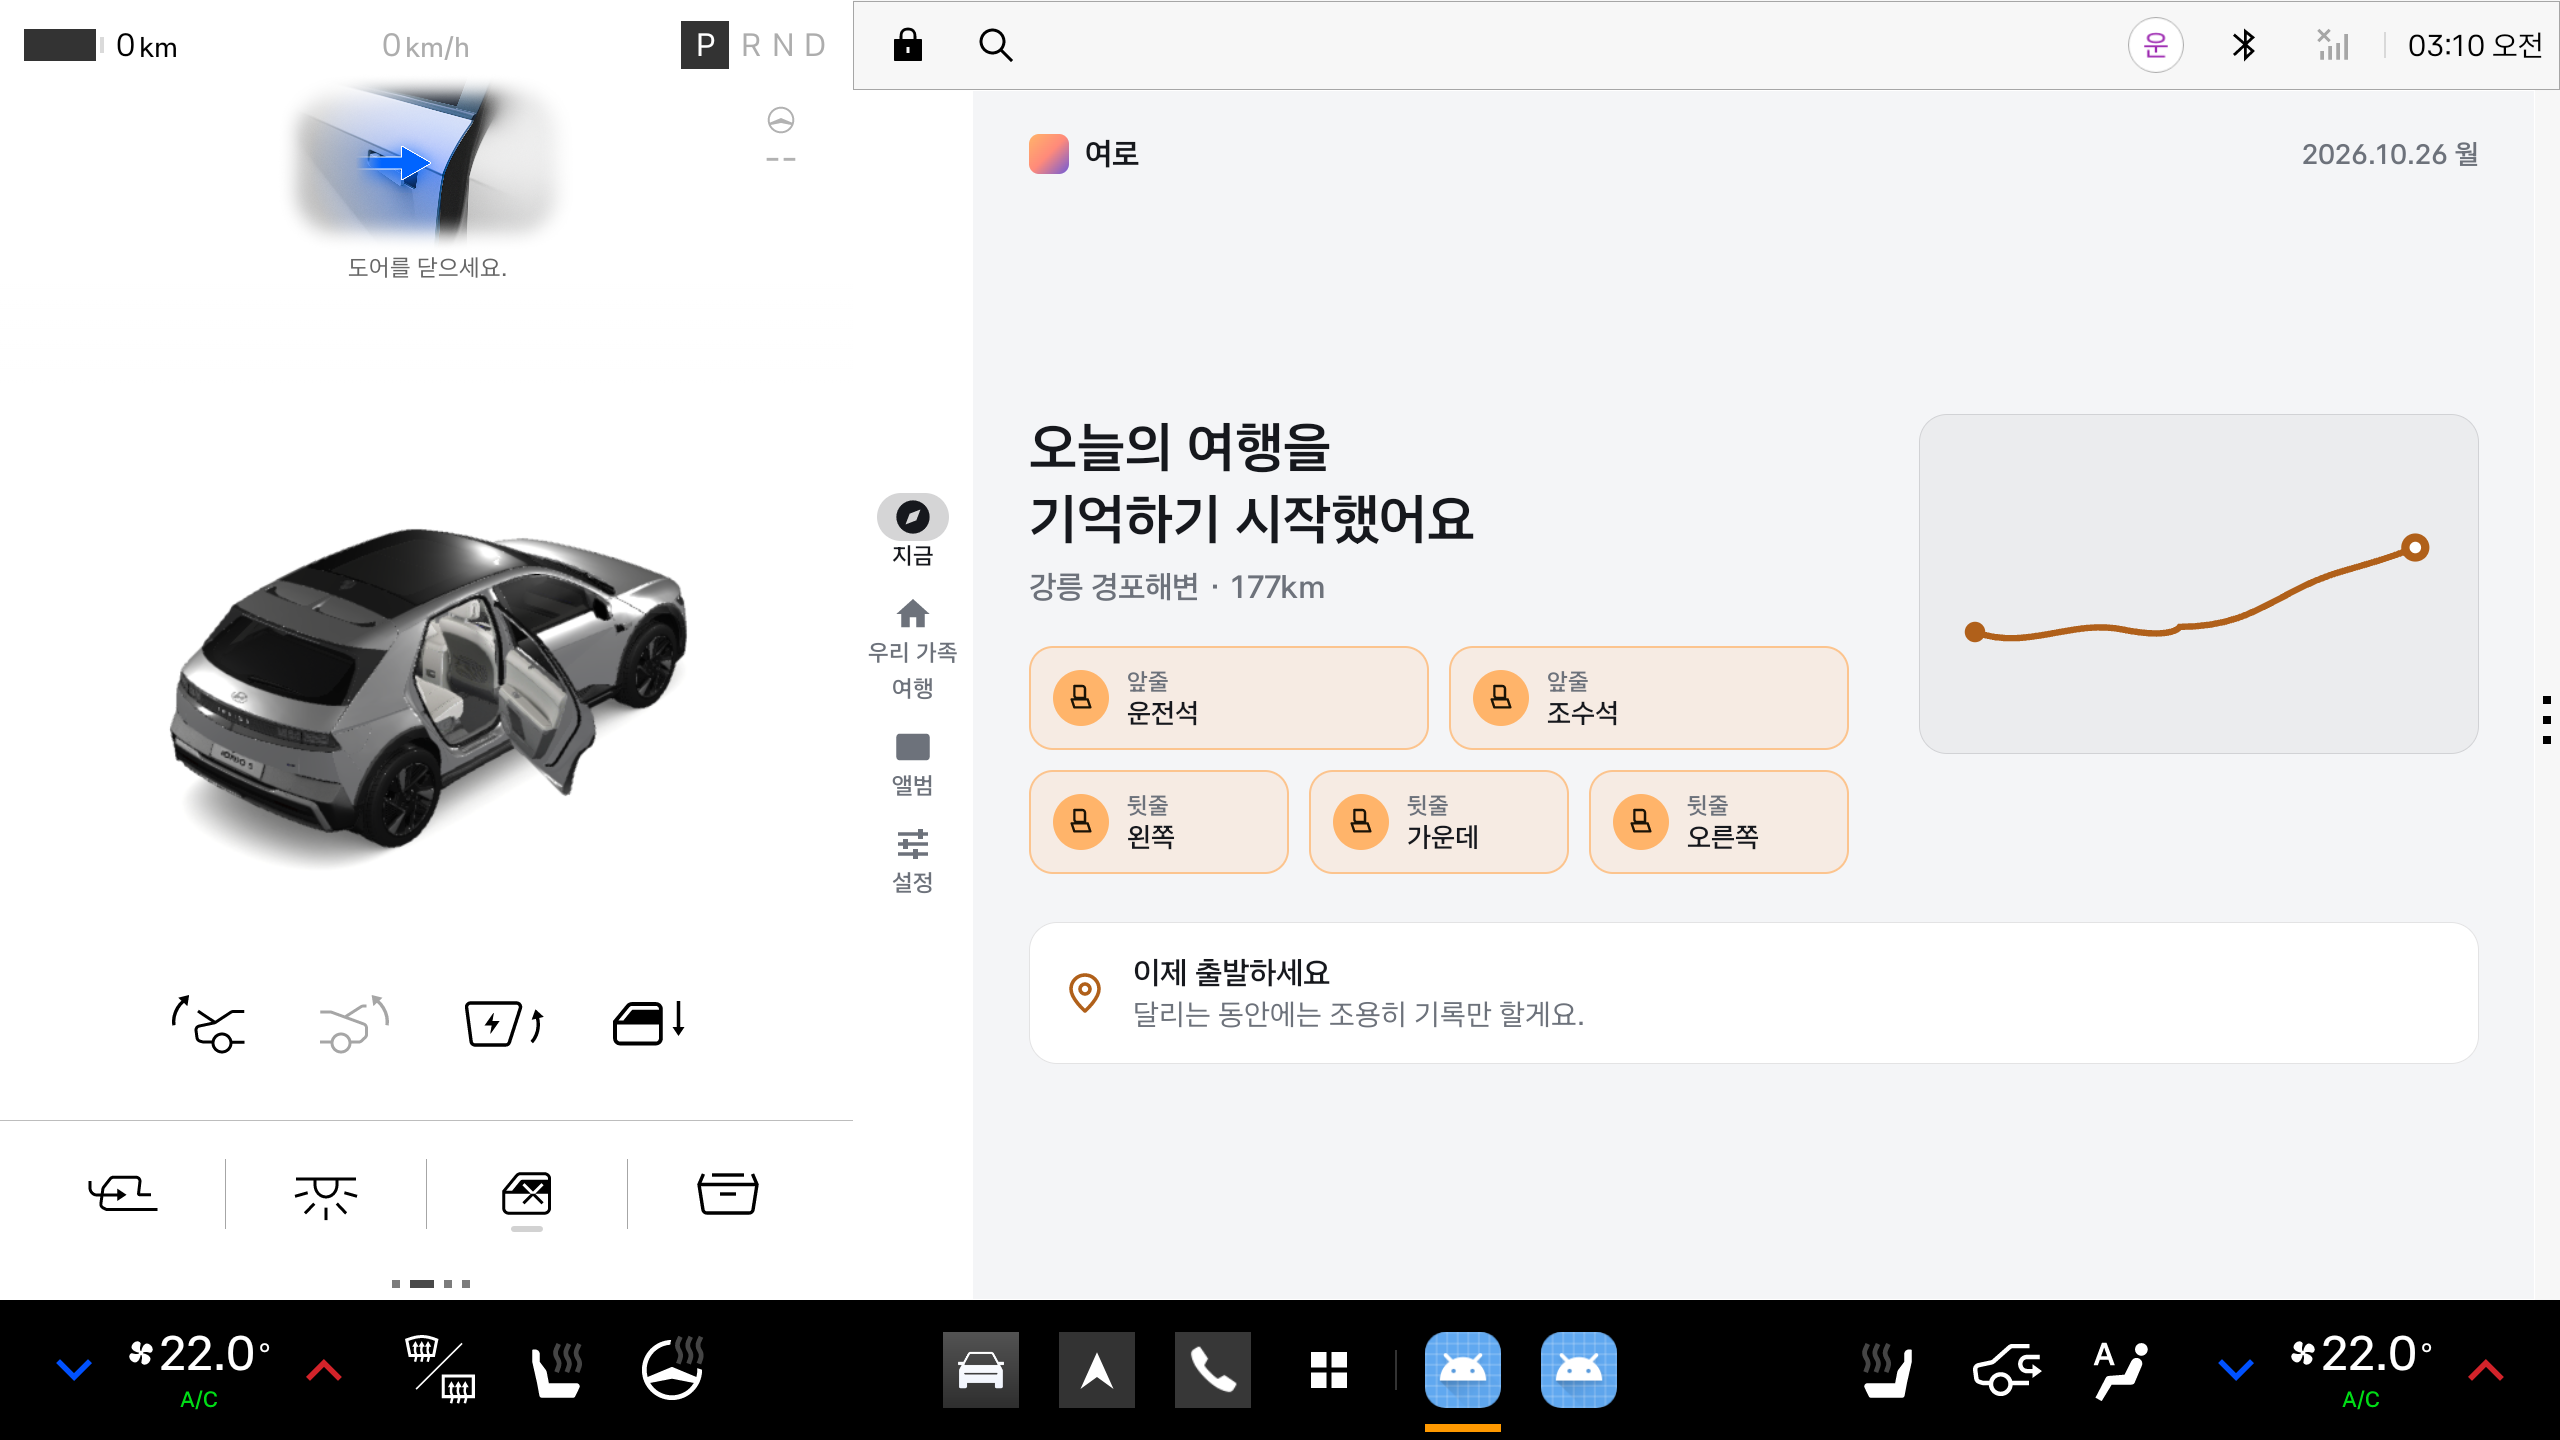 0 km
0 km/h
P R N D
운
03:10 오전
도어를 닫으세요.
여로
2026.10.26 월
지금
우리 가족
여행
앨범
설정
오늘의 여행을
기억하기 시작했어요
강릉 경포해변 · 177km
앞줄
운전석
앞줄
조수석
뒷줄
왼쪽
뒷줄
가운데
뒷줄
오른쪽
이제 출발하세요
달리는 동안에는 조용히 기록만 할게요.
IONIQ 5
22.0°
A/C
A
22.0°
A/C